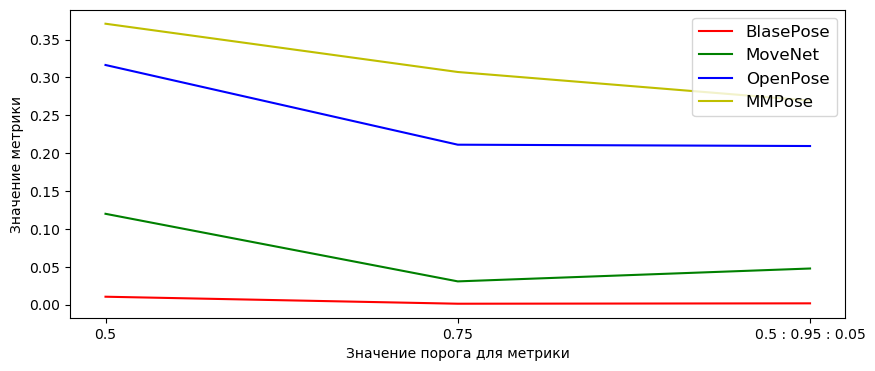 BlasePose
MoveNet
OpenPose
MMPose
Значение метрики
0.35
0.30
0.25
0.20
0.15
0.10
0.05
0.00
0.5
0.75
0.5 : 0.95 : 0.05
Значение порога для метрики